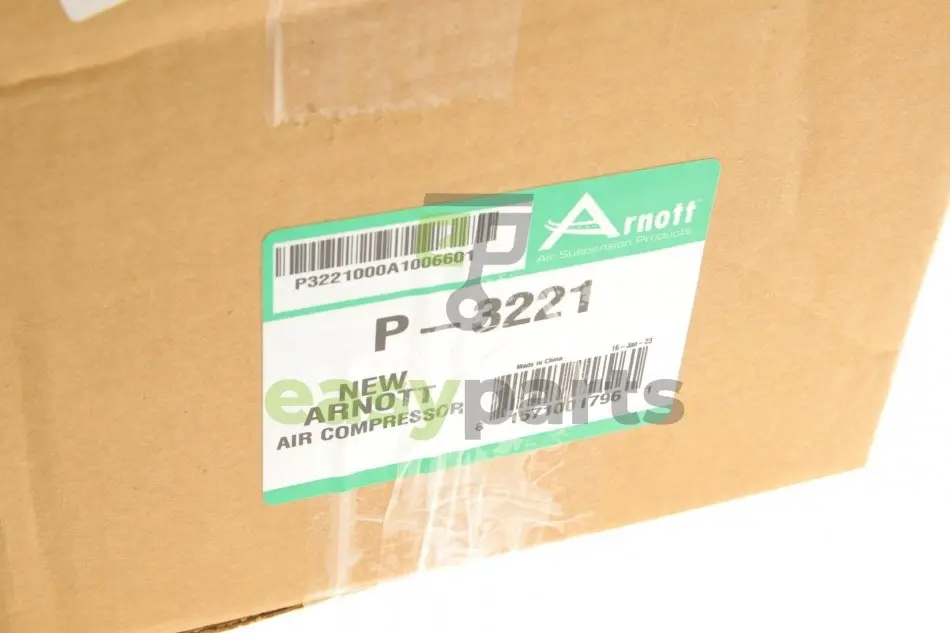 Arnott
Air Suspension Products
P3221000A1006601
P-3221
16-Jan-23
Made in China
NEW
ARNOTT
AIR COMPRESSOR
easyparts